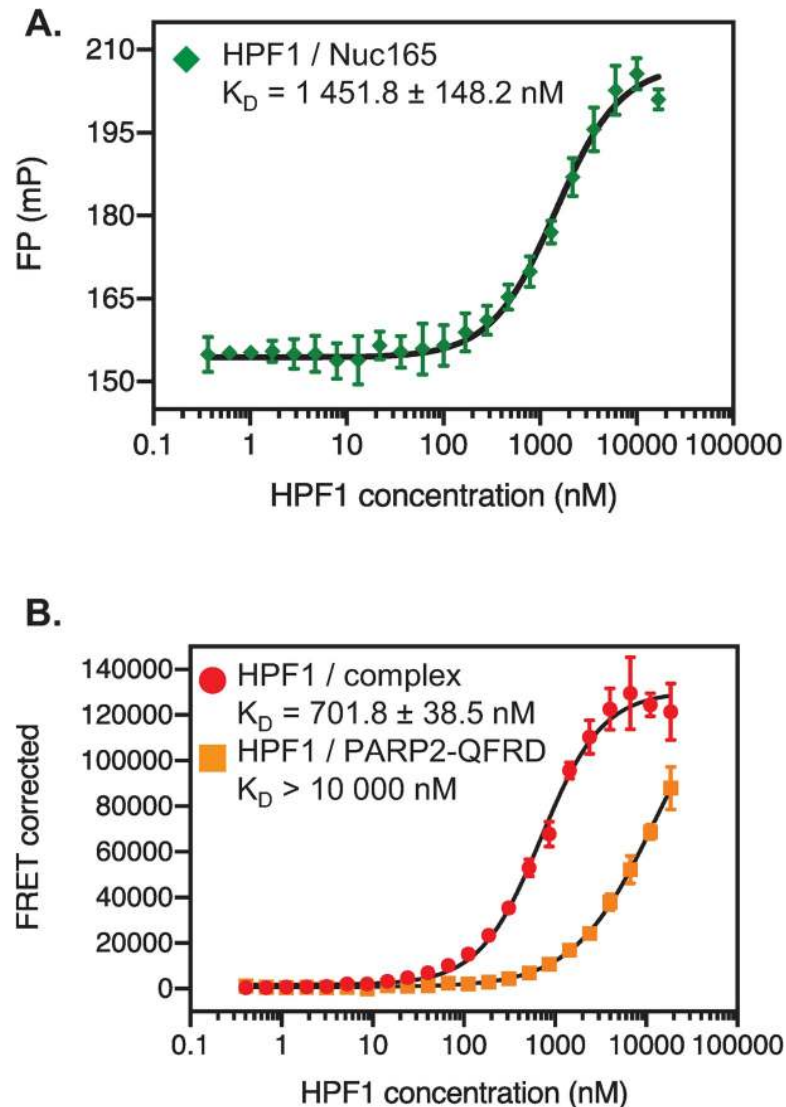 A.
HPF1 / Nuc165
K_D = 1 451.8 ± 148.2 nM
210
195
180
165
150
FP (mP)
0.1 1 10 100 1000 10000 100000
HPF1 concentration (nM)
B.
HPF1 / complex
K_D = 701.8 ± 38.5 nM
HPF1 / PARP2-QFRD
K_D > 10 000 nM
140000
120000
100000
80000
60000
40000
20000
0
FRET corrected
0.1 1 10 100 1000 10000 100000
HPF1 concentration (nM)